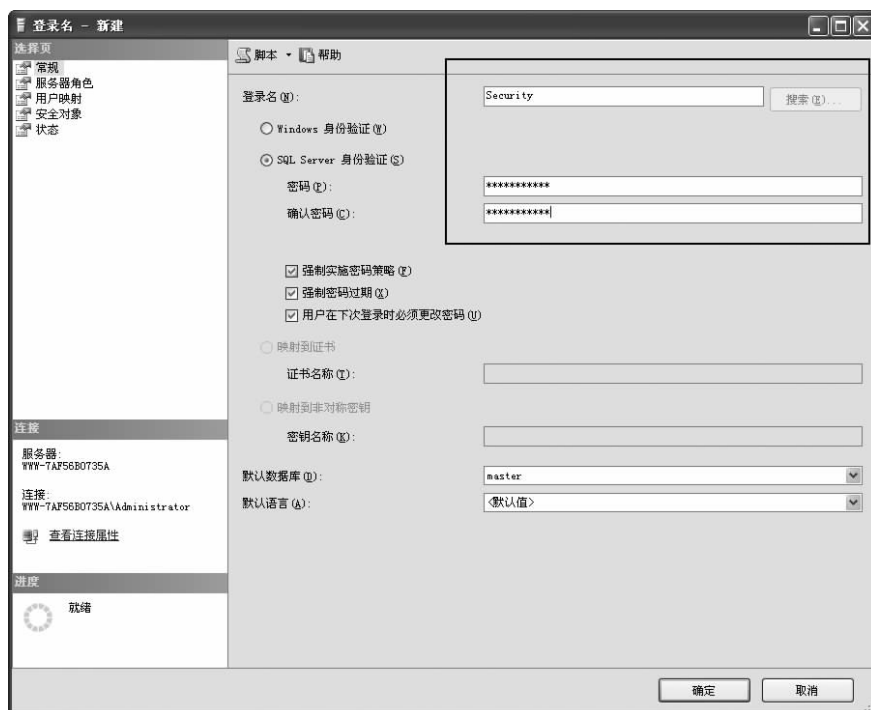 登录名 - 新建
选择页
常规
服务器角色
用户映射
安全对象
状态
脚本 帮助
登录名(N):
Security
搜索(E)...
Windows 身份验证(W)
SQL Server 身份验证(S)
密码(P):
***********
确认密码(C):
***********
强制实施密码策略(F)
强制密码过期(X)
用户在下次登录时必须更改密码(U)
映射到证书
证书名称(T):
映射到非对称密钥
密钥名称(K):
默认数据库(D):
master
默认语言(A):
<默认值>
连接
服务器:
WWW-7AF56B0735A
连接:
WWW-7AF56B0735A\Administrator
查看连接属性
进度
就绪
确定
取消